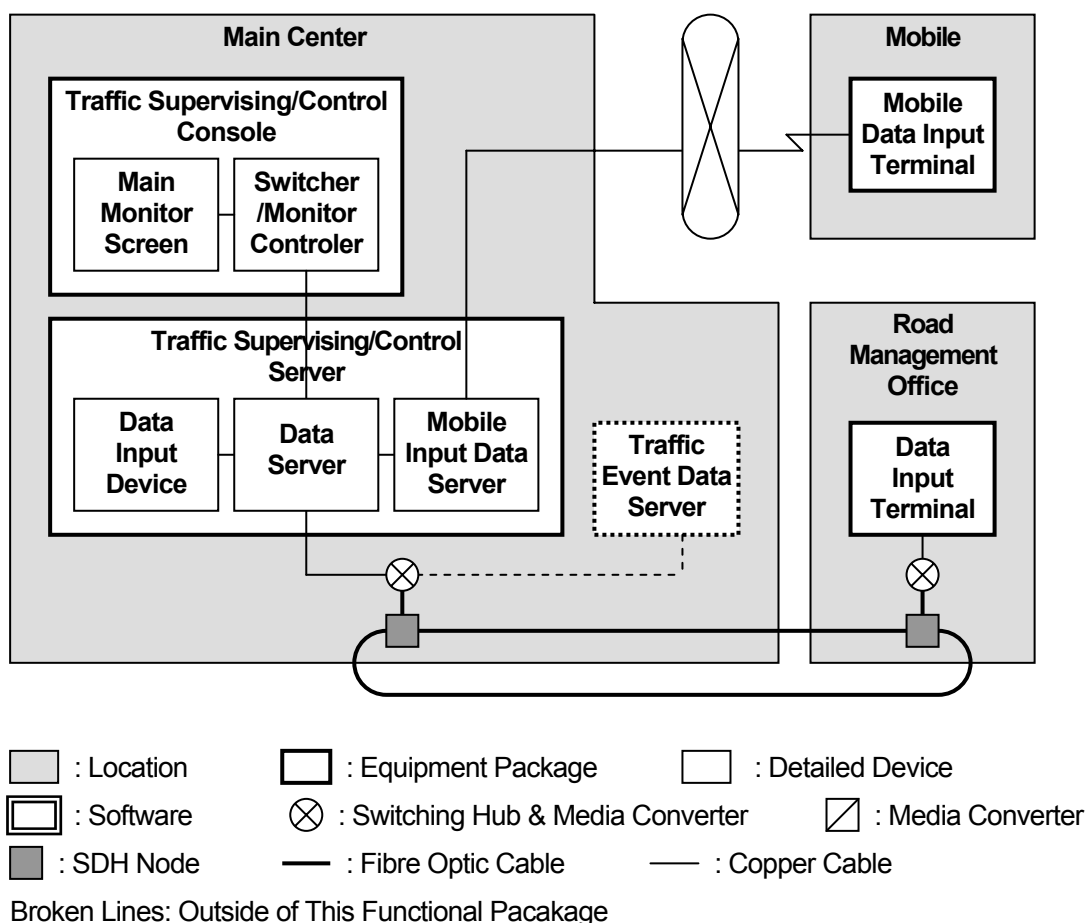 Main Center
Traffic Supervising/Control
Console
Main
Monitor
Screen
Switcher
/Monitor
Controler
Traffic Supervising/Control
Server
Data
Input
Device
Data
Server
Mobile
Input Data
Server
Traffic
Event Data
Server
Mobile
Mobile
Data Input
Terminal
Road
Management
Office
Data
Input
Terminal
: Location
: Equipment Package
: Detailed Device
: Software
: Switching Hub & Media Converter
: Media Converter
: SDH Node
: Fibre Optic Cable
: Copper Cable
Broken Lines: Outside of This Functional Pacakage